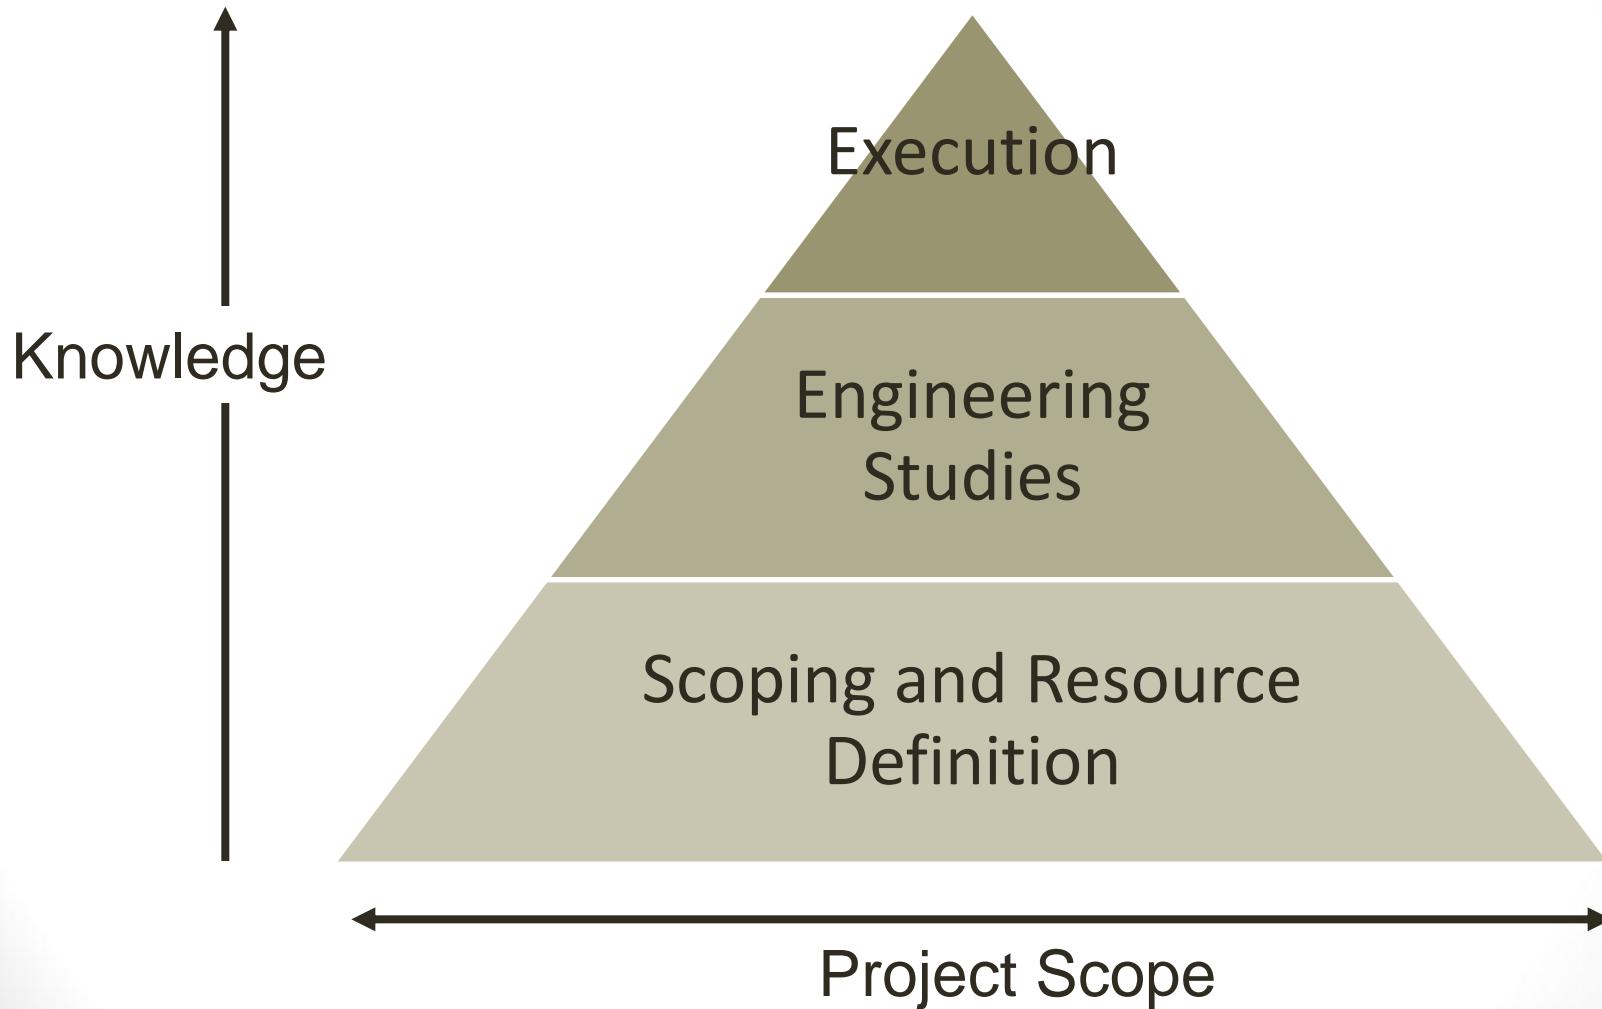 Execution
Knowledge
Engineering
Studies
Scoping and Resource
Definition
Project Scope